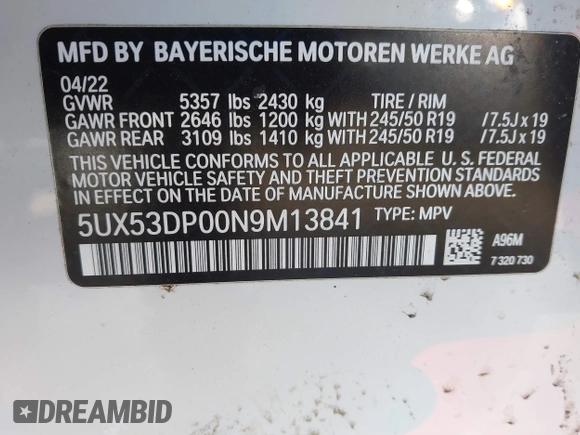 MFD BY BAYERISCHE MOTOREN WERKE AG
04/22
GVWR 5357 lbs 2430 kg TIRE / RIM
GAWR FRONT 2646 lbs 1200 kg WITH 245/50 R19 /7.5J x 19
GAWR REAR 3109 lbs 1410 kg WITH 245/50 R19 /7.5J x 19
THIS VEHICLE CONFORMS TO ALL APPLICABLE U. S. FEDERAL
MOTOR VEHICLE SAFETY AND THEFT PREVENTION STANDARDS
IN EFFECT ON THE DATE OF MANUFACTURE SHOWN ABOVE.
5UX53DP00N9M13841 TYPE: MPV
A96M
7 320 730
DREAMBID